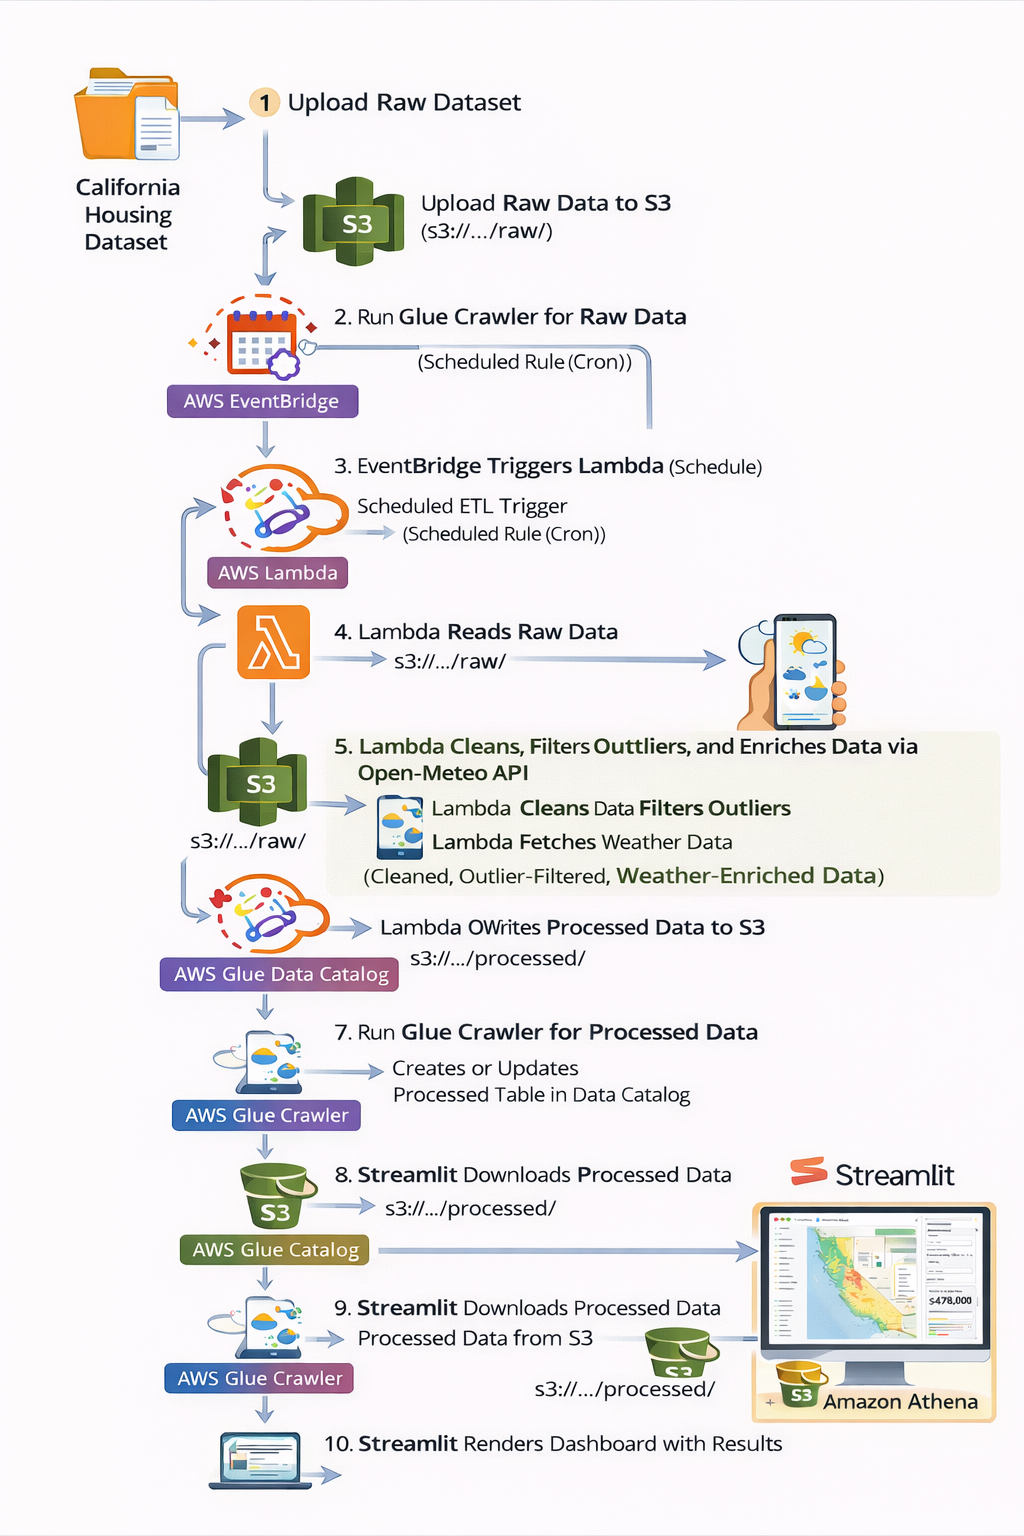 1 Upload Raw Dataset
California
Housing
Dataset
S3
Upload Raw Data to S3
(s3://.../raw/)
2. Run Glue Crawler for Raw Data
(Scheduled Rule (Cron))
AWS EventBridge
3. EventBridge Triggers Lambda (Schedule)
Scheduled ETL Trigger
(Scheduled Rule (Cron))
AWS Lambda
4. Lambda Reads Raw Data
s3://.../raw/
5. Lambda Cleans, Filters Outtliers, and Enriches Data via
Open-Meteo API
S3
s3://.../raw/
Lambda Cleans Data Filters Outliers
Lambda Fetches Weather Data
(Cleaned, Outlier-Filtered, Weather-Enriched Data)
Lambda OWrites Processed Data to S3
s3://.../processed/
AWS Glue Data Catalog
7. Run Glue Crawler for Processed Data
Creates or Updates
Processed Table in Data Catalog
AWS Glue Crawler
8. Streamlit Downloads Processed Data
s3://.../processed/
S3
AWS Glue Catalog
Streamlit
$478,000
9. Streamlit Downloads Processed Data
Processed Data from S3
S3
s3://.../processed/
AWS Glue Crawler
S3
Amazon Athena
10. Streamlit Renders Dashboard with Results